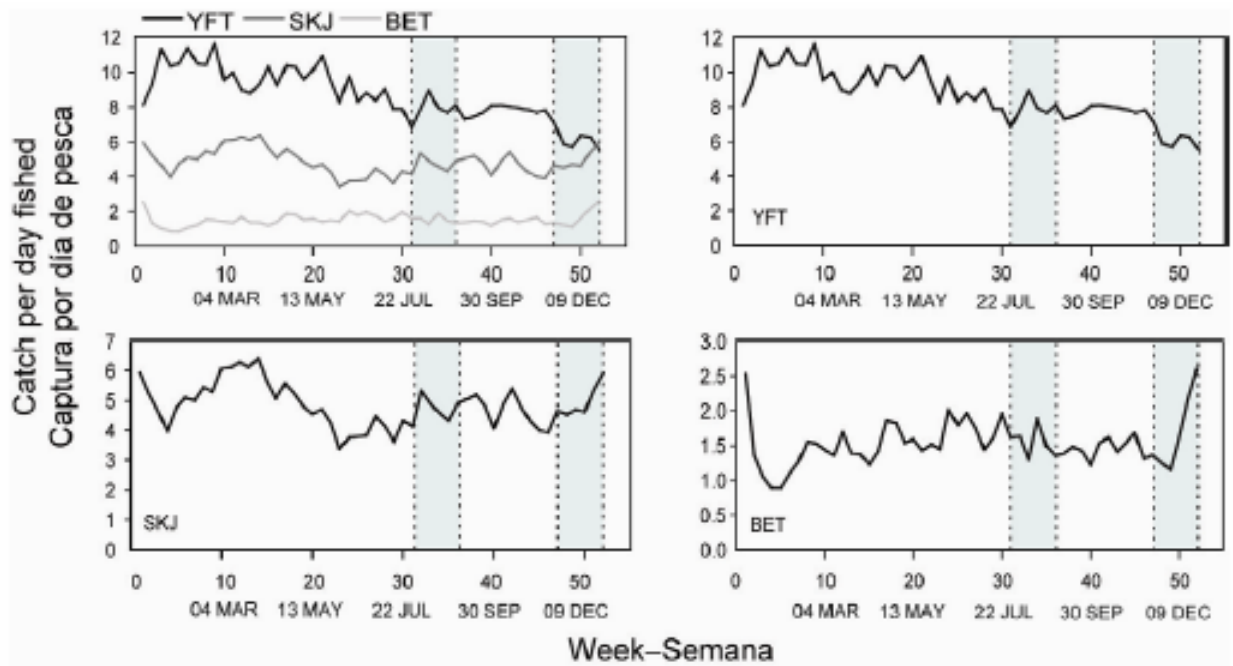 YFT SKJ BET
Catch per day fished
Captura por día de pesca
12
10
8
6
4
2
0
0 10 20 30 40 50
04 MAR 13 MAY 22 JUL 30 SEP 09 DEC
12
10
8
6
4
2
0
YFT
0 10 20 30 40 50
04 MAR 13 MAY 22 JUL 30 SEP 09 DEC
7
6
5
4
3
2
1
0
SKJ
0 10 20 30 40 50
04 MAR 13 MAY 22 JUL 30 SEP 09 DEC
3.0
2.5
2.0
1.5
1.0
0.5
0.0
BET
0 10 20 30 40 50
04 MAR 13 MAY 22 JUL 30 SEP 09 DEC
Week–Semana